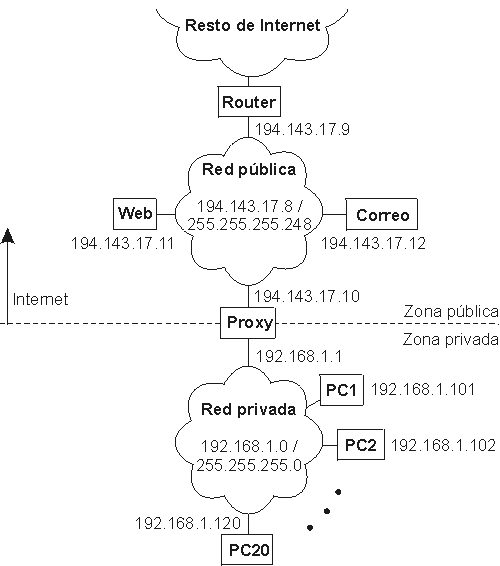 Resto de Internet
Router
194.143.17.9
Red pública
194.143.17.8 /
255.255.255.248
Web
Correo
194.143.17.11
194.143.17.12
Internet
194.143.17.10
Zona pública
Proxy
Zona privada
192.168.1.1
PC1
192.168.1.101
Red privada
192.168.1.0 /
255.255.255.0
PC2
192.168.1.102
192.168.1.120
PC20